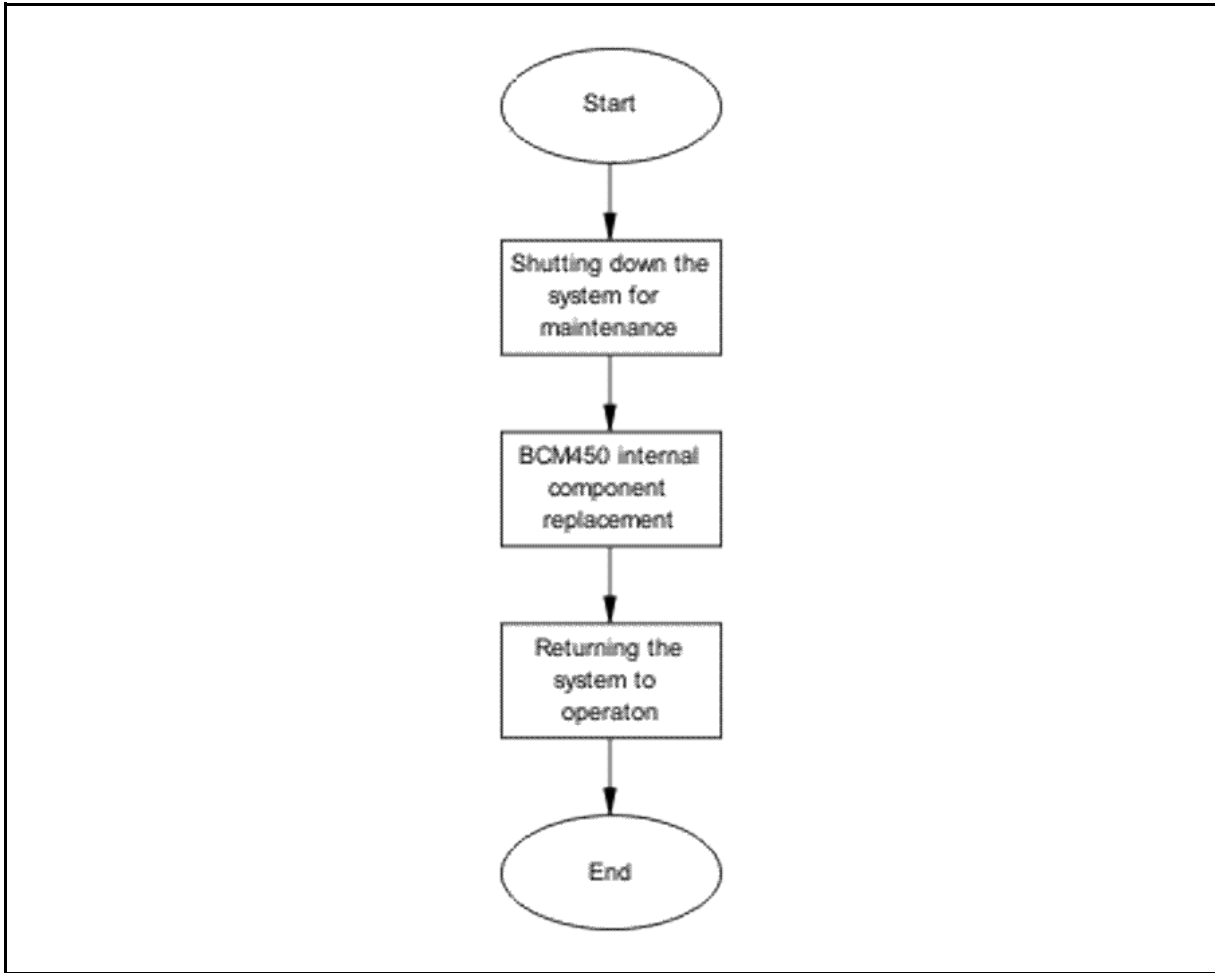 Start
Shutting down the
system for
maintenance
BCM450 internal
component
replacement
Returning the
system to
operaton
End